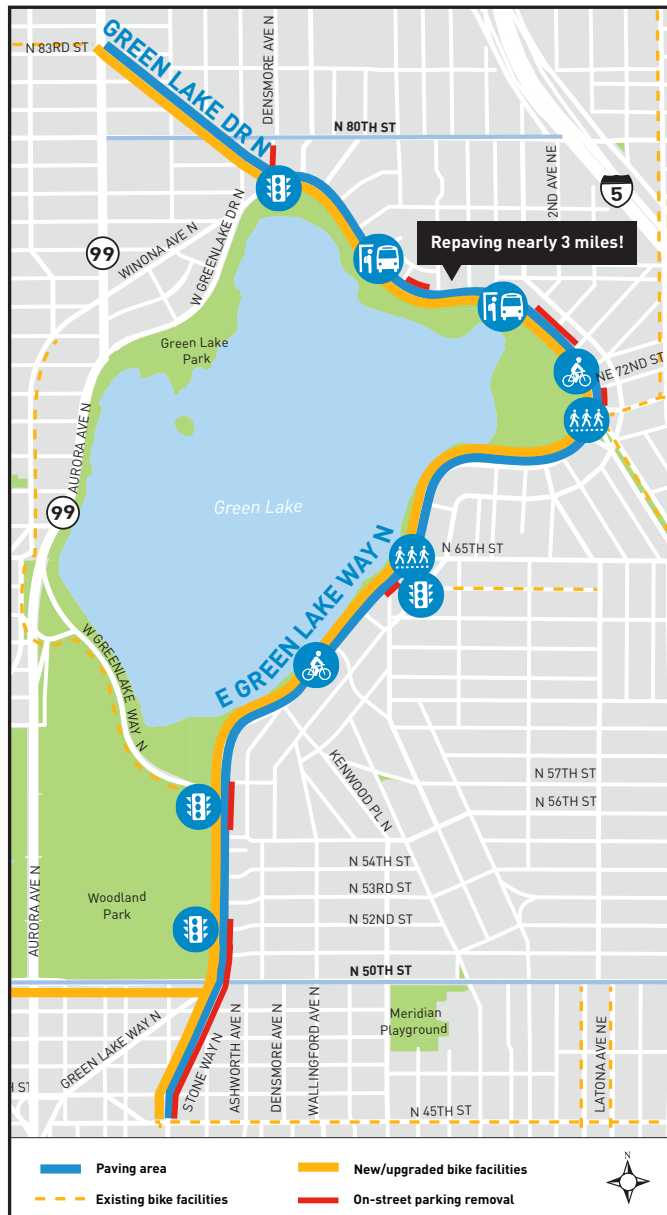 N 83RD ST
GREEN LAKE DR N
DENSMORE AVE N
N 80TH ST
2ND AVE NE
5
99
WINONA AVE N
W GREENLAKE DR N
Repaving nearly 3 miles!
Green Lake
Park
NE 72ND ST
AURORA AVE N
99
Green Lake
N 65TH ST
E GREEN LAKE WAY N
W GREENLAKE WAY N
KENWOOD PL N
N 57TH ST
N 56TH ST
N 54TH ST
Woodland
Park
N 53RD ST
N 52ND ST
AURORA AVE N
N 50TH ST
GREEN LAKE WAY N
STONE WAY N
ASHWORTH AVE N
DENSMORE AVE N
WALLINGFORD AVE N
Meridian
Playground
LATONA AVE NE
H ST
N 45TH ST
Paving area
New/upgraded bike facilities
Existing bike facilities
On-street parking removal
N